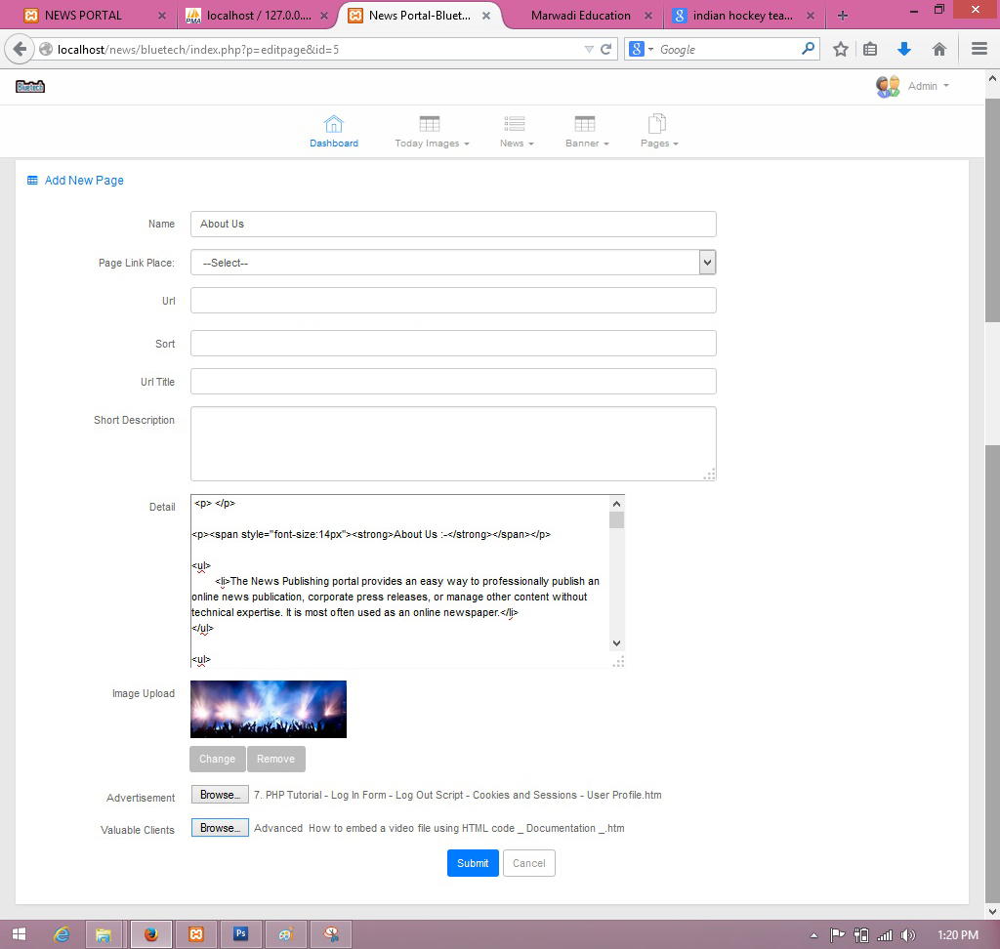 NEWS PORTAL
localhost / 127.0.0....
News Portal-Bluet...
Marwadi Education
indian hockey tea...
localhost/news/bluetech/index.php?p=editpage&id=5
Google
Bluetech
Admin
Dashboard
Today Images
News
Banner
Pages
Add New Page
Name
About Us
Page Link Place:
--Select--
Url
Sort
Url Title
Short Description
Detail
<p> </p>
<p><span style="font-size:14px"><strong>About Us :-</strong></span></p>
<ul>
<li>The News Publishing portal provides an easy way to professionally publish an
online news publication, corporate press releases, or manage other content without
technical expertise. It is most often used as an online newspaper.</li>
</ul>
<ul>
Image Upload
Change
Remove
Advertisement
Browse...
7. PHP Tutorial - Log In Form - Log Out Script - Cookies and Sessions - User Profile.htm
Valuable Clients
Browse...
Advanced  How to embed a video file using HTML code _ Documentation _.htm
Submit
Cancel
Ps
1:20 PM